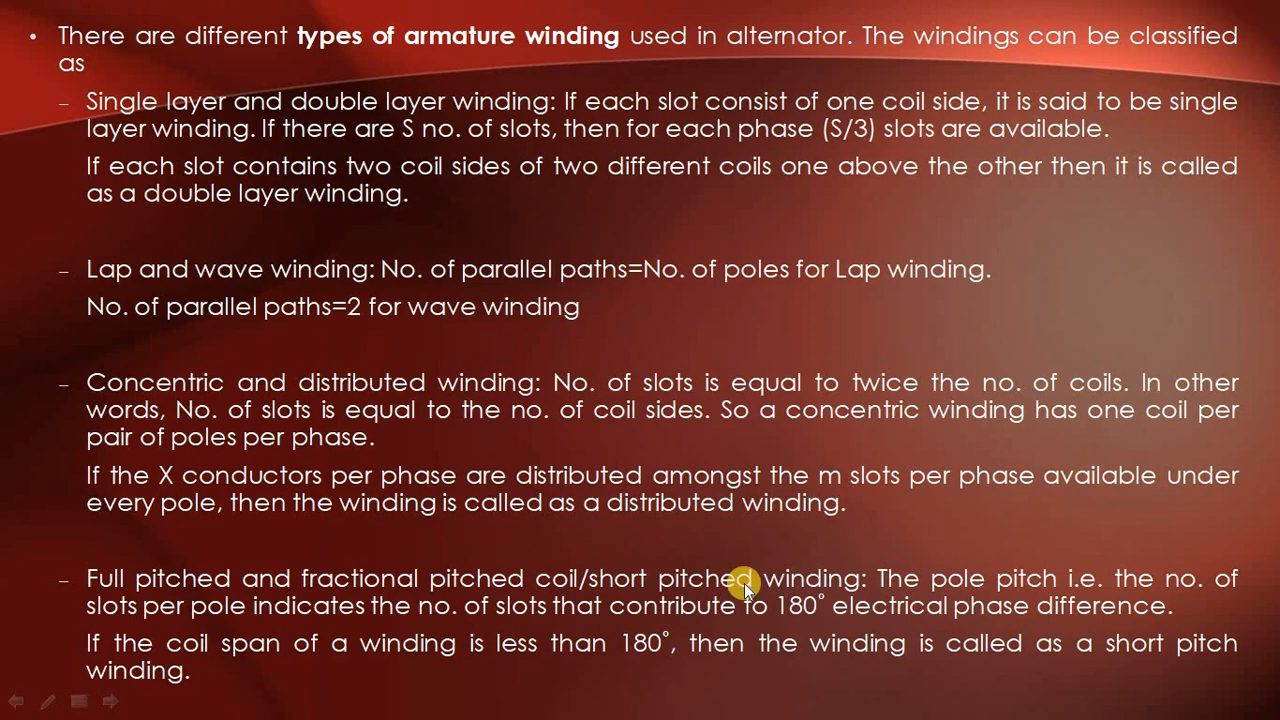 • There are different types of armature winding used in alternator. The windings can be classified
as
– Single layer and double layer winding: If each slot consist of one coil side, it is said to be single
layer winding. If there are S no. of slots, then for each phase (S/3) slots are available.
If each slot contains two coil sides of two different coils one above the other then it is called
as a double layer winding.
– Lap and wave winding: No. of parallel paths=No. of poles for Lap winding.
No. of parallel paths=2 for wave winding
– Concentric and distributed winding: No. of slots is equal to twice the no. of coils. In other
words, No. of slots is equal to the no. of coil sides. So a concentric winding has one coil per
pair of poles per phase.
If the X conductors per phase are distributed amongst the m slots per phase available under
every pole, then the winding is called as a distributed winding.
– Full pitched and fractional pitched coil/short pitched winding: The pole pitch i.e. the no. of
slots per pole indicates the no. of slots that contribute to 180° electrical phase difference.
If the coil span of a winding is less than 180°, then the winding is called as a short pitch
winding.